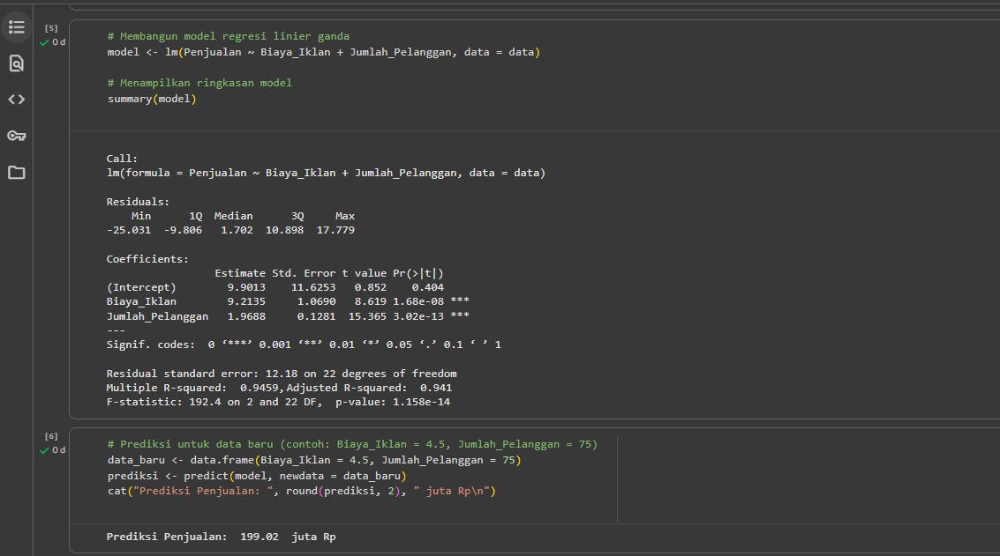 [5]
0 d
# Membangun model regresi linier ganda
model <- lm(Penjualan ~ Biaya_Iklan + Jumlah_Pelanggan, data = data)
# Menampilkan ringkasan model
summary(model)
Call:
lm(formula = Penjualan ~ Biaya_Iklan + Jumlah_Pelanggan, data = data)
Residuals:
    Min      1Q  Median      3Q     Max
-25.031  -9.806   1.702  10.898  17.779
Coefficients:
                 Estimate Std. Error t value Pr(>|t|)
(Intercept)        9.9013    11.6253   0.852    0.404
Biaya_Iklan        9.2135     1.0690   8.619 1.68e-08 ***
Jumlah_Pelanggan   1.9688     0.1281  15.365 3.02e-13 ***
---
Signif. codes:  0 ‘***’ 0.001 ‘**’ 0.01 ‘*’ 0.05 ‘.’ 0.1 ‘ ’ 1
Residual standard error: 12.18 on 22 degrees of freedom
Multiple R-squared:  0.9459, Adjusted R-squared:  0.941
F-statistic: 192.4 on 2 and 22 DF,  p-value: 1.158e-14
[6]
0 d
# Prediksi untuk data baru (contoh: Biaya_Iklan = 4.5, Jumlah_Pelanggan = 75)
data_baru <- data.frame(Biaya_Iklan = 4.5, Jumlah_Pelanggan = 75)
prediksi <- predict(model, newdata = data_baru)
cat("Prediksi Penjualan: ", round(prediksi, 2), " juta Rp\n")
Prediksi Penjualan:  199.02  juta Rp